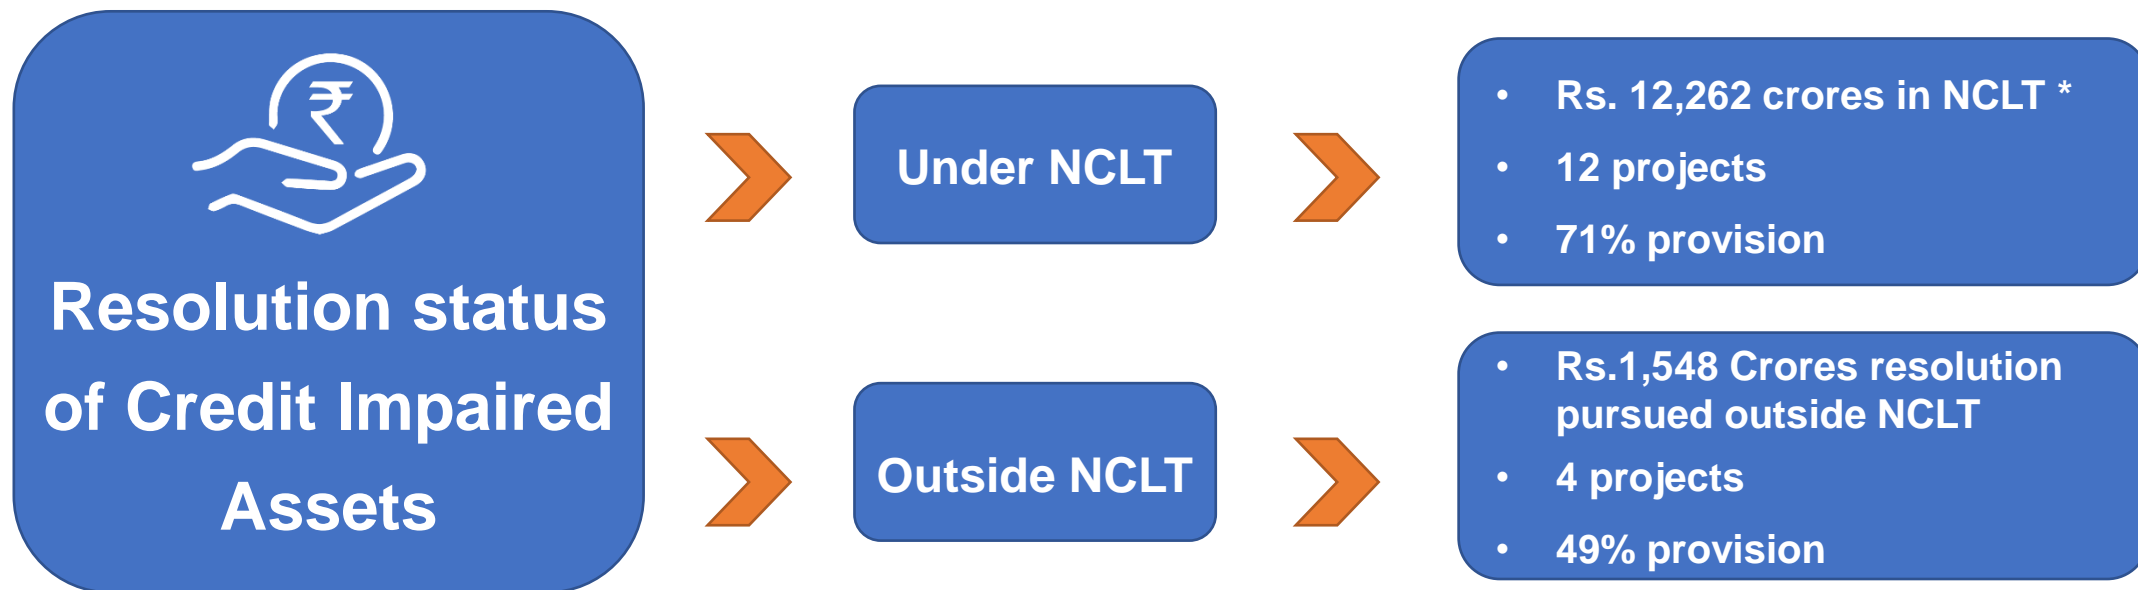 ₹
Resolution status
of Credit Impaired
Assets
Under NCLT
• Rs. 12,262 crores in NCLT *
• 12 projects
• 71% provision
Outside NCLT
• Rs.1,548 Crores resolution
pursued outside NCLT
• 4 projects
• 49% provision